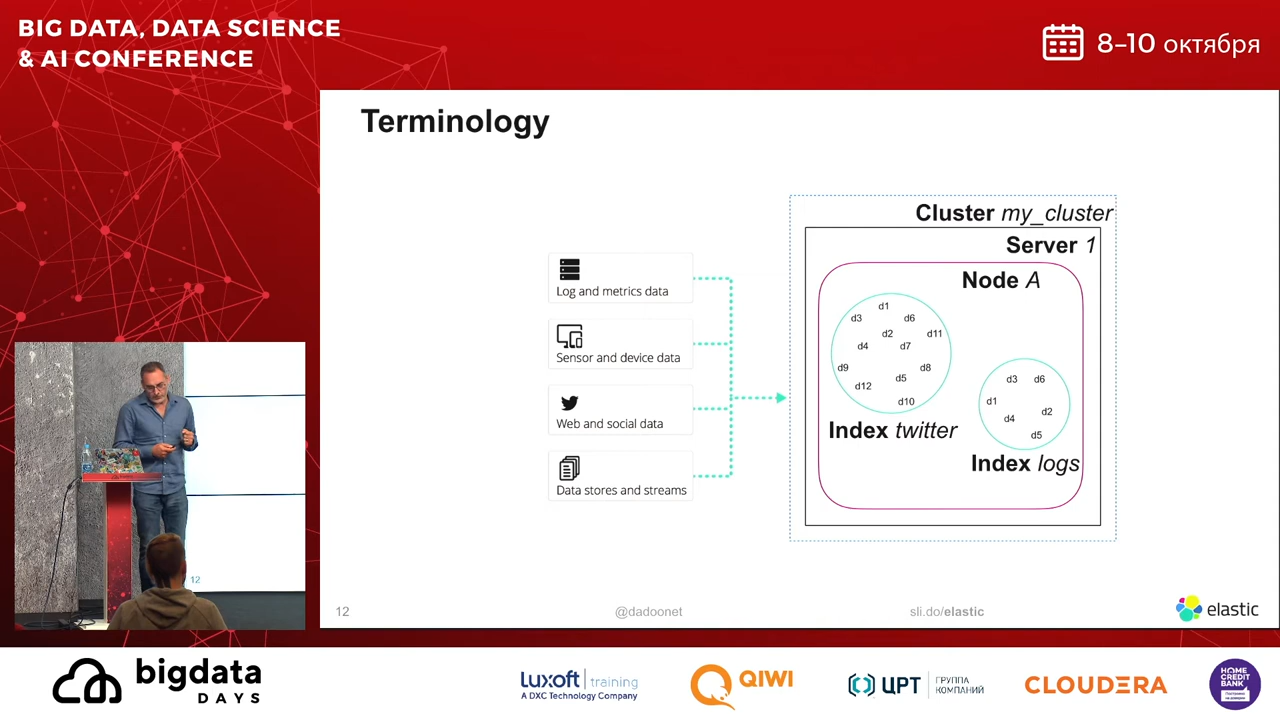 BIG DATA, DATA SCIENCE
& AI CONFERENCE
8–10 октября
Terminology
Log and metrics data
Sensor and device data
Web and social data
Data stores and streams
Cluster my_cluster
Server 1
Node A
d1
d3
d6
d2
d11
d4
d7
d9
d8
d5
d12
d10
Index twitter
d3
d6
d1
d2
d4
d5
Index logs
12
@dadoonet
sli.do/elastic
elastic
12
bigdata
DAYS
luxoft training
A DXC Technology Company
QIWI
ЦРТ
ГРУППА
КОМПАНИЙ
CLOUDERA
HOME
CREDIT
BANK